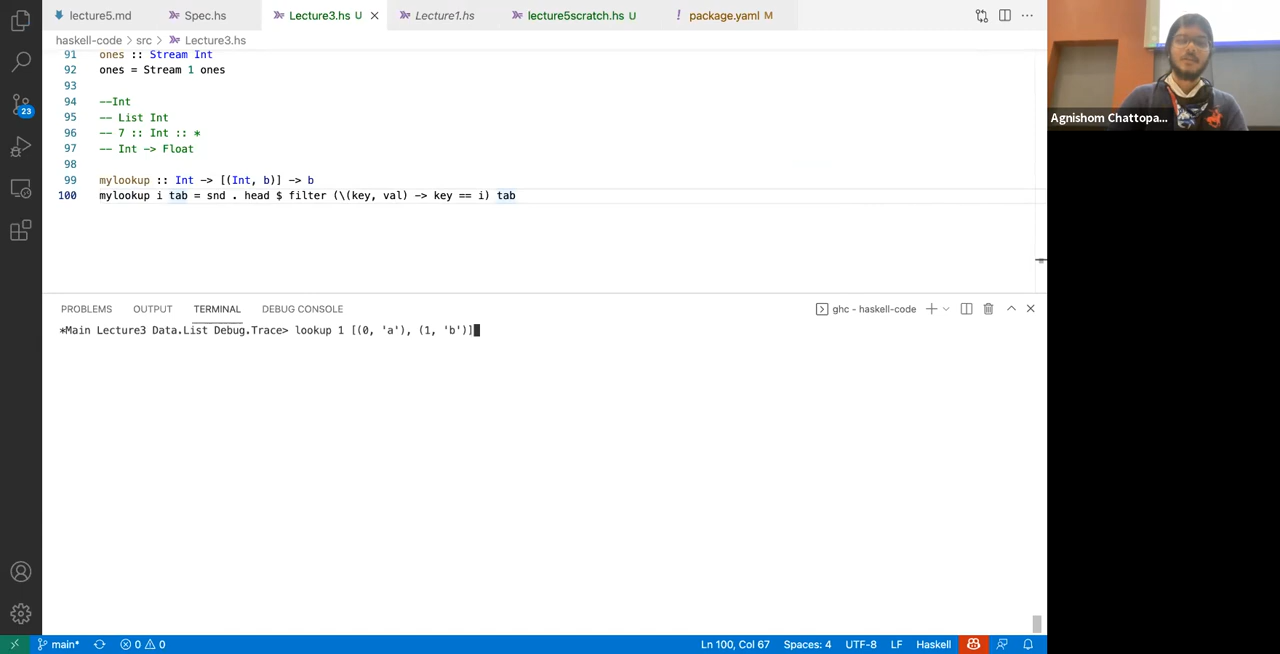 lecture5.md Spec.hs Lecture3.hs U Lecture1.hs lecture5scratch.hs U ! package.yaml M
haskell-code > src > Lecture3.hs
91 ones :: Stream Int
92 ones = Stream 1 ones
93
94 --Int
95 -- List Int
96 -- 7 :: Int :: *
97 -- Int -> Float
98
99 mylookup :: Int -> [(Int, b)] -> b
100 mylookup i tab = snd . head $ filter (\(key, val) -> key == i) tab
23
Agnishom Chattopa...
PROBLEMS OUTPUT TERMINAL DEBUG CONSOLE ghc - haskell-code
*Main Lecture3 Data.List Debug.Trace> lookup 1 [(0, 'a'), (1, 'b')]
main* 0 0 Ln 100, Col 67 Spaces: 4 UTF-8 LF Haskell